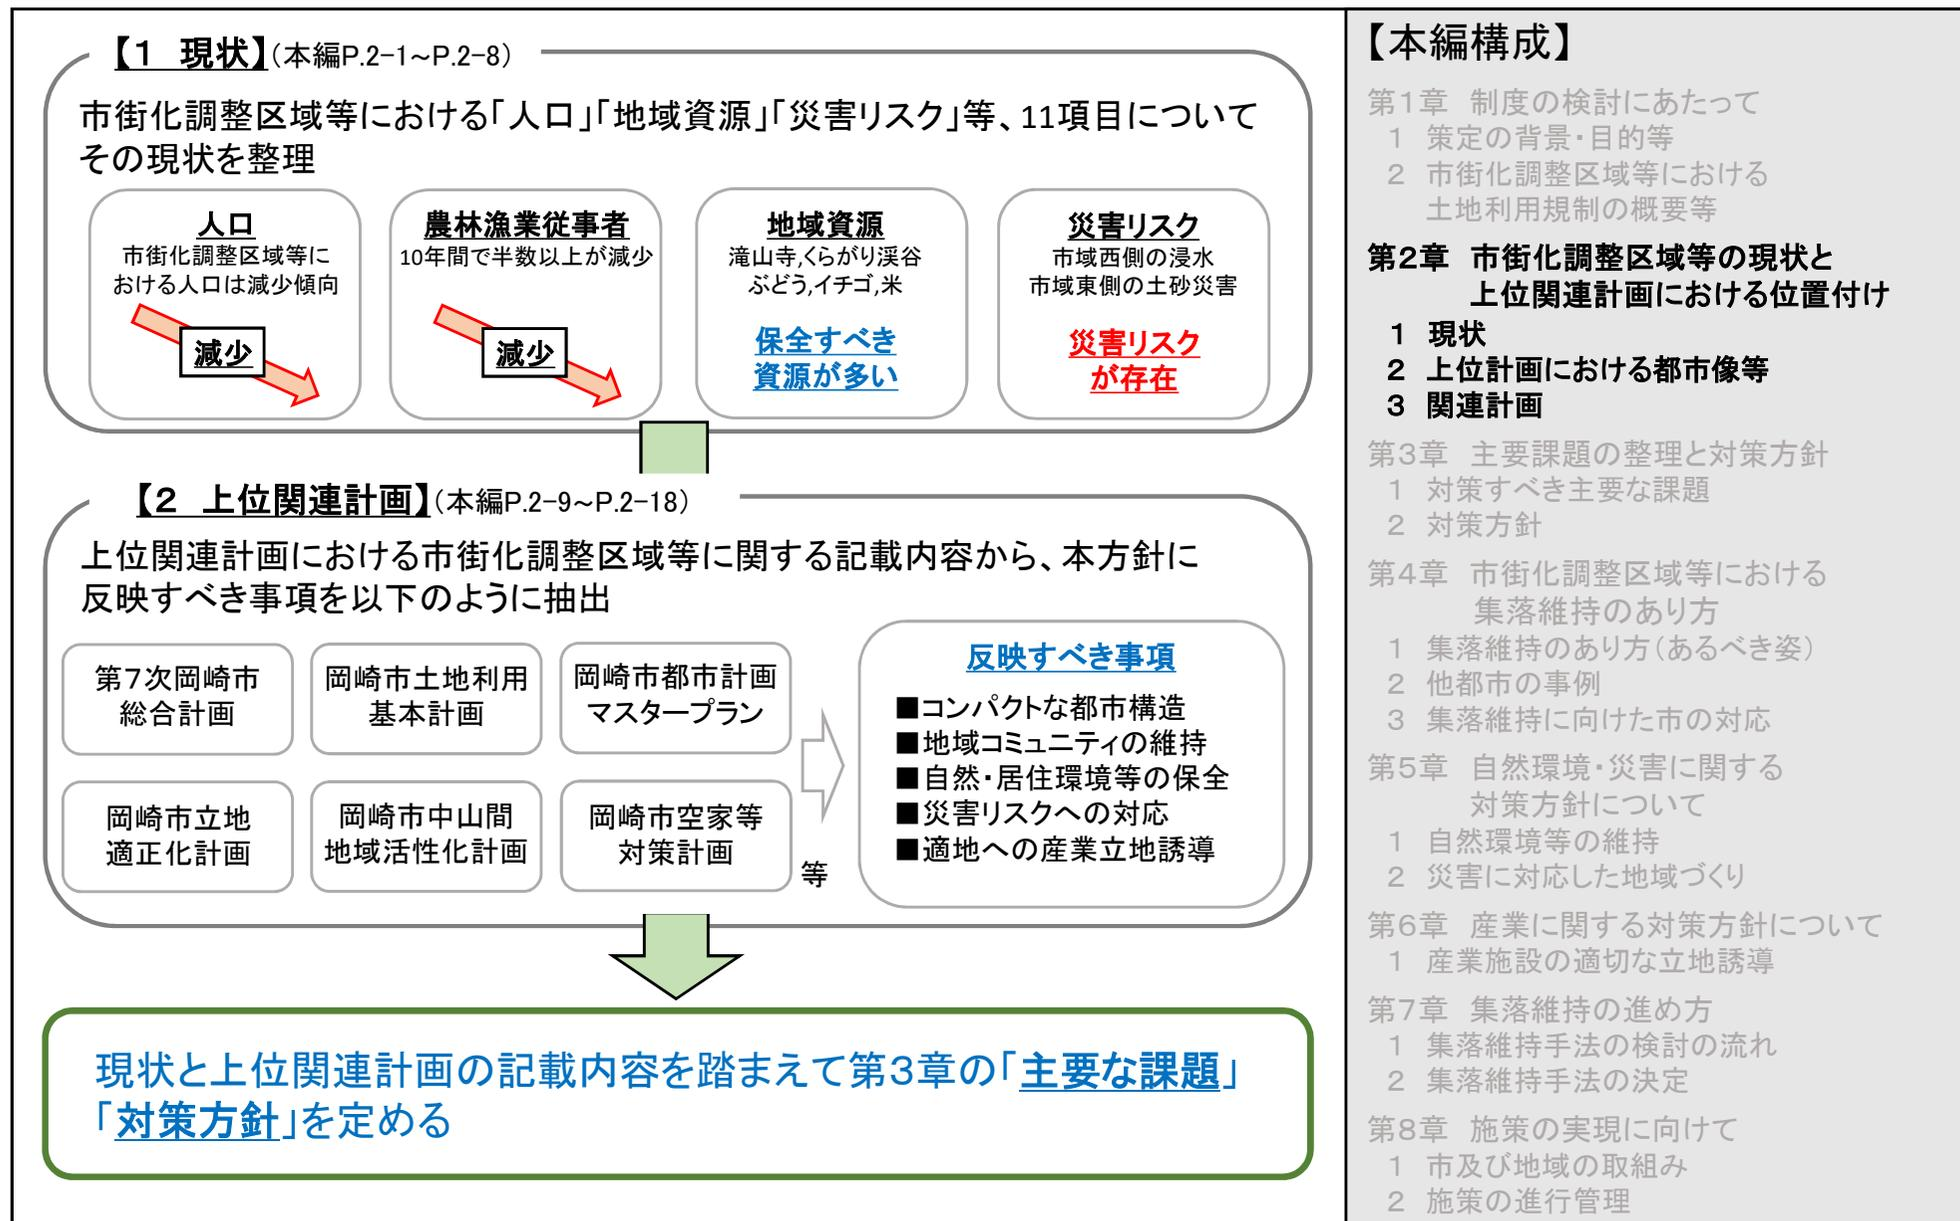 【1　現状】(本編P.2-1～P.2-8)
市街化調整区域等における「人口」「地域資源」「災害リスク」等、11項目について
その現状を整理
人口
市街化調整区域等に
おける人口は減少傾向
減少
農林漁業従事者
10年間で半数以上が減少
減少
地域資源
滝山寺,くらがり渓谷
ぶどう,イチゴ,米
保全すべき
資源が多い
災害リスク
市域西側の浸水
市域東側の土砂災害
災害リスク
が存在
【2　上位関連計画】(本編P.2-9～P.2-18)
上位関連計画における市街化調整区域等に関する記載内容から、本方針に
反映すべき事項を以下のように抽出
第7次岡崎市
総合計画
岡崎市土地利用
基本計画
岡崎市都市計画
マスタープラン
岡崎市立地
適正化計画
岡崎市中山間
地域活性化計画
岡崎市空家等
対策計画
等
反映すべき事項
■コンパクトな都市構造
■地域コミュニティの維持
■自然・居住環境等の保全
■災害リスクへの対応
■適地への産業立地誘導
現状と上位関連計画の記載内容を踏まえて第3章の「主要な課題」
「対策方針」を定める
【本編構成】
第1章　制度の検討にあたって
1　策定の背景・目的等
2　市街化調整区域等における
土地利用規制の概要等
第2章　市街化調整区域等の現状と
上位関連計画における位置付け
1　現状
2　上位計画における都市像等
3　関連計画
第3章　主要課題の整理と対策方針
1　対策すべき主要な課題
2　対策方針
第4章　市街化調整区域等における
集落維持のあり方
1　集落維持のあり方(あるべき姿)
2　他都市の事例
3　集落維持に向けた市の対応
第5章　自然環境・災害に関する
対策方針について
1　自然環境等の維持
2　災害に対応した地域づくり
第6章　産業に関する対策方針について
1　産業施設の適切な立地誘導
第7章　集落維持の進め方
1　集落維持手法の検討の流れ
2　集落維持手法の決定
第8章　施策の実現に向けて
1　市及び地域の取組み
2　施策の進行管理